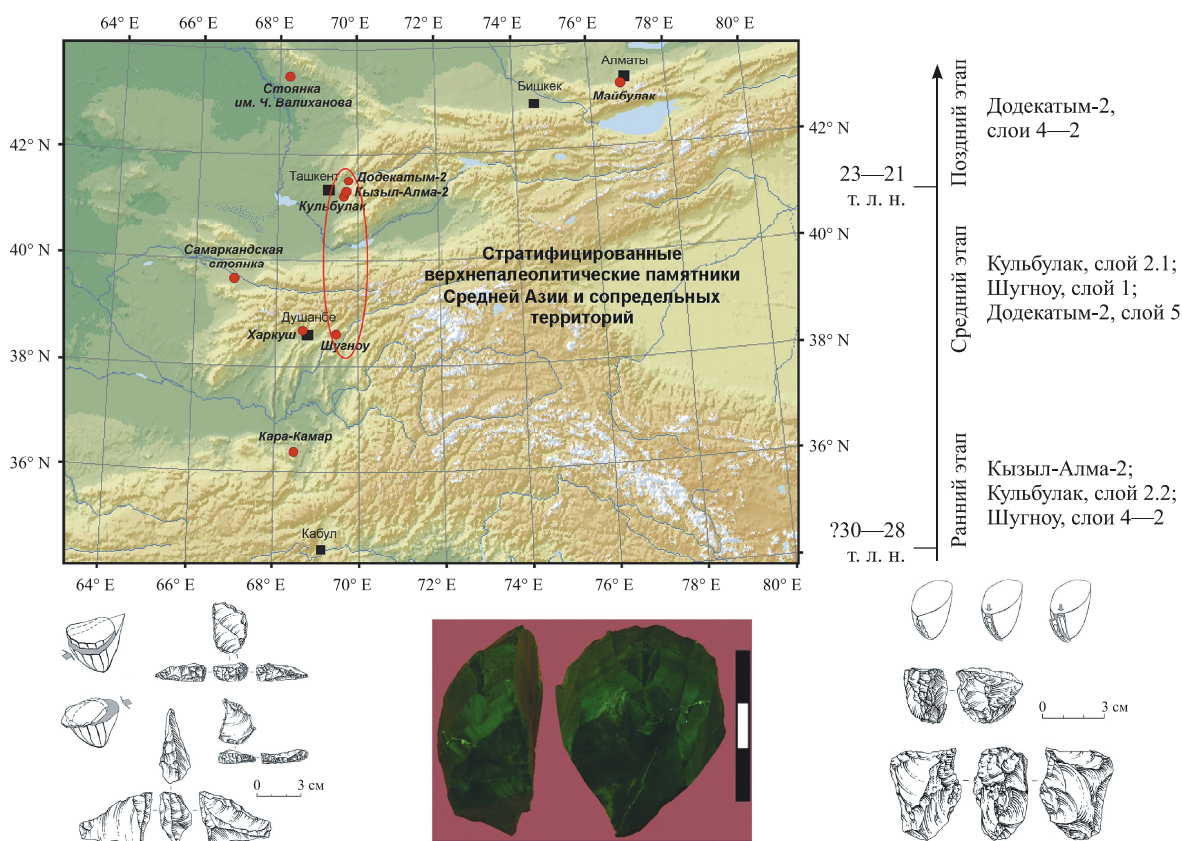 64° E 66° E 68° E 70° E 72° E 74° E 76° E 78° E 80° E
Алматы
Бишкек
Майбулак
Стоянка
им. Ч. Валиханова
42° N
42° N
Ташкент
Додекатым-2
Кызыл-Алма-2
Кульбулак
40° N
40° N
Самаркандская
стоянка
Стратифицированные
верхнепалеолитические памятники
Средней Азии и сопредельных
территорий
Душанбе
Харкуш
Шугноу
38° N
38° N
Кара-Камар
36° N
36° N
Кабул
64° E 66° E 68° E 70° E 72° E 74° E 76° E 78° E 80° E
Поздний этап
Додекатым-2,
слои 4—2
23—21
т. л. н.
Средний этап
Кульбулак, слой 2.1;
Шугноу, слой 1;
Додекатым-2, слой 5
Ранний этап
Кызыл-Алма-2;
Кульбулак, слой 2.2;
Шугноу, слои 4—2
?30—28
т. л. н.
0 3 см
0 3 см